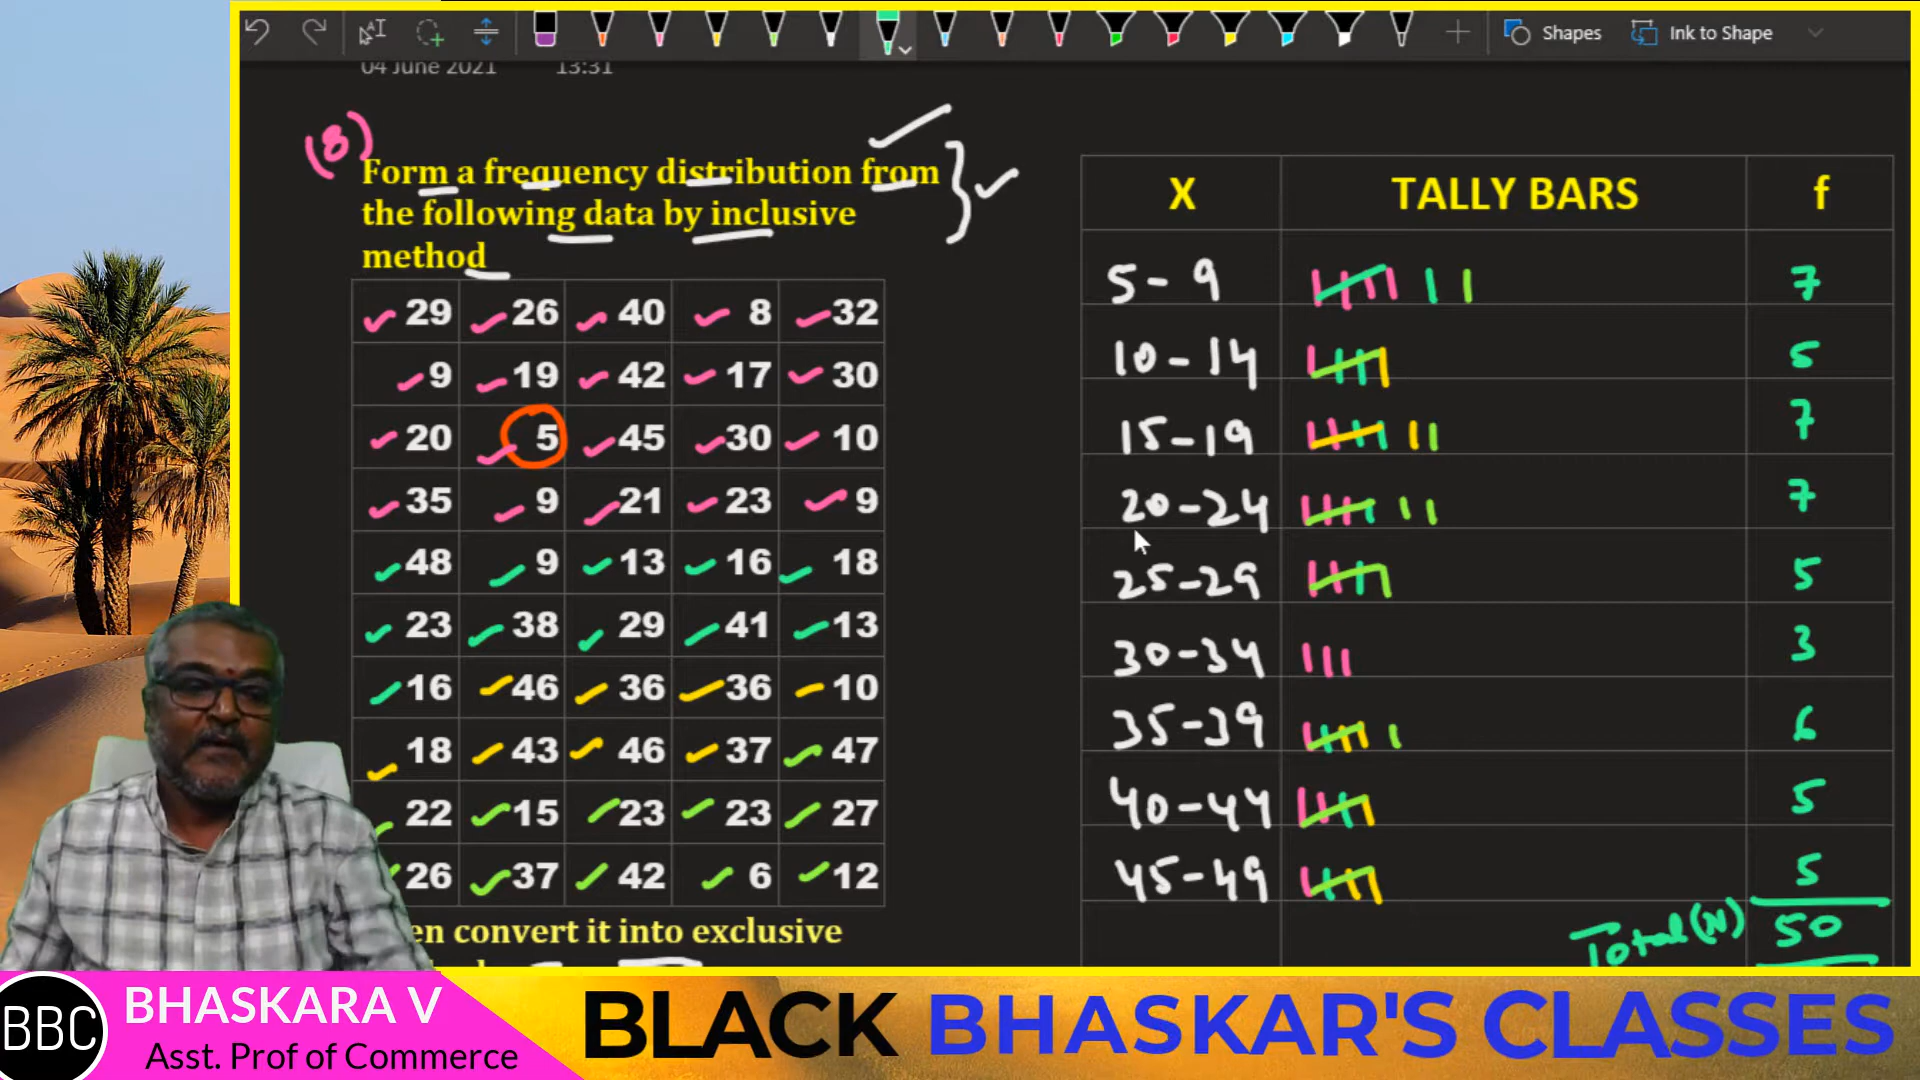 Shapes Ink to Shape
04 June 2021 13:31
(8)
Form a frequency distribution from
the following data by inclusive
method
29 26 40 8 32
9 19 42 17 30
20 5 45 30 10
35 9 21 23 9
48 9 13 16 18
23 38 29 41 13
16 46 36 36 10
18 43 46 37 47
22 15 23 23 27
26 37 42 6 12
en convert it into exclusive
X TALLY BARS f
5-9 7
10-14 5
15-19 7
20-24 7
25-29 5
30-34 3
35-39 6
40-44 5
45-49 5
Total (N) 50
BBC
BHASKARA V
Asst. Prof of Commerce
BLACK BHASKAR'S CLASSES